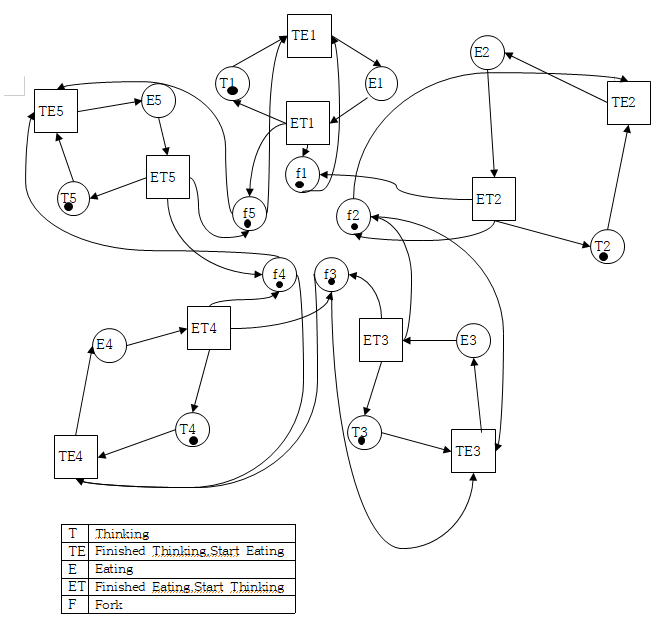 TE1
E2
T1
E1
TE5
E5
TE2
ET1
ET5
f1
T5
ET2
f5
f2
T2
f4
f3
ET4
E4
ET3
E3
T4
T3
TE4
TE3
T Thinking
TE Finished Thinking,Start Eating
E Eating
ET Finished Eating,Start Thinking
F Fork